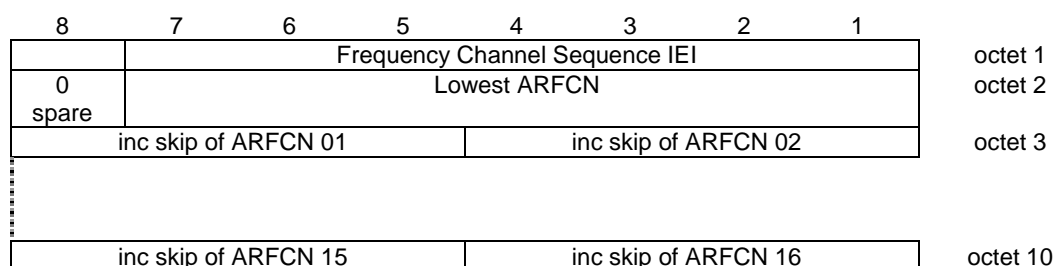 8 7 6 5 4 3 2 1
Frequency Channel Sequence IEI octet 1
0 Lowest ARFCN octet 2
spare
inc skip of ARFCN 01 inc skip of ARFCN 02 octet 3
inc skip of ARFCN 15 inc skip of ARFCN 16 octet 10